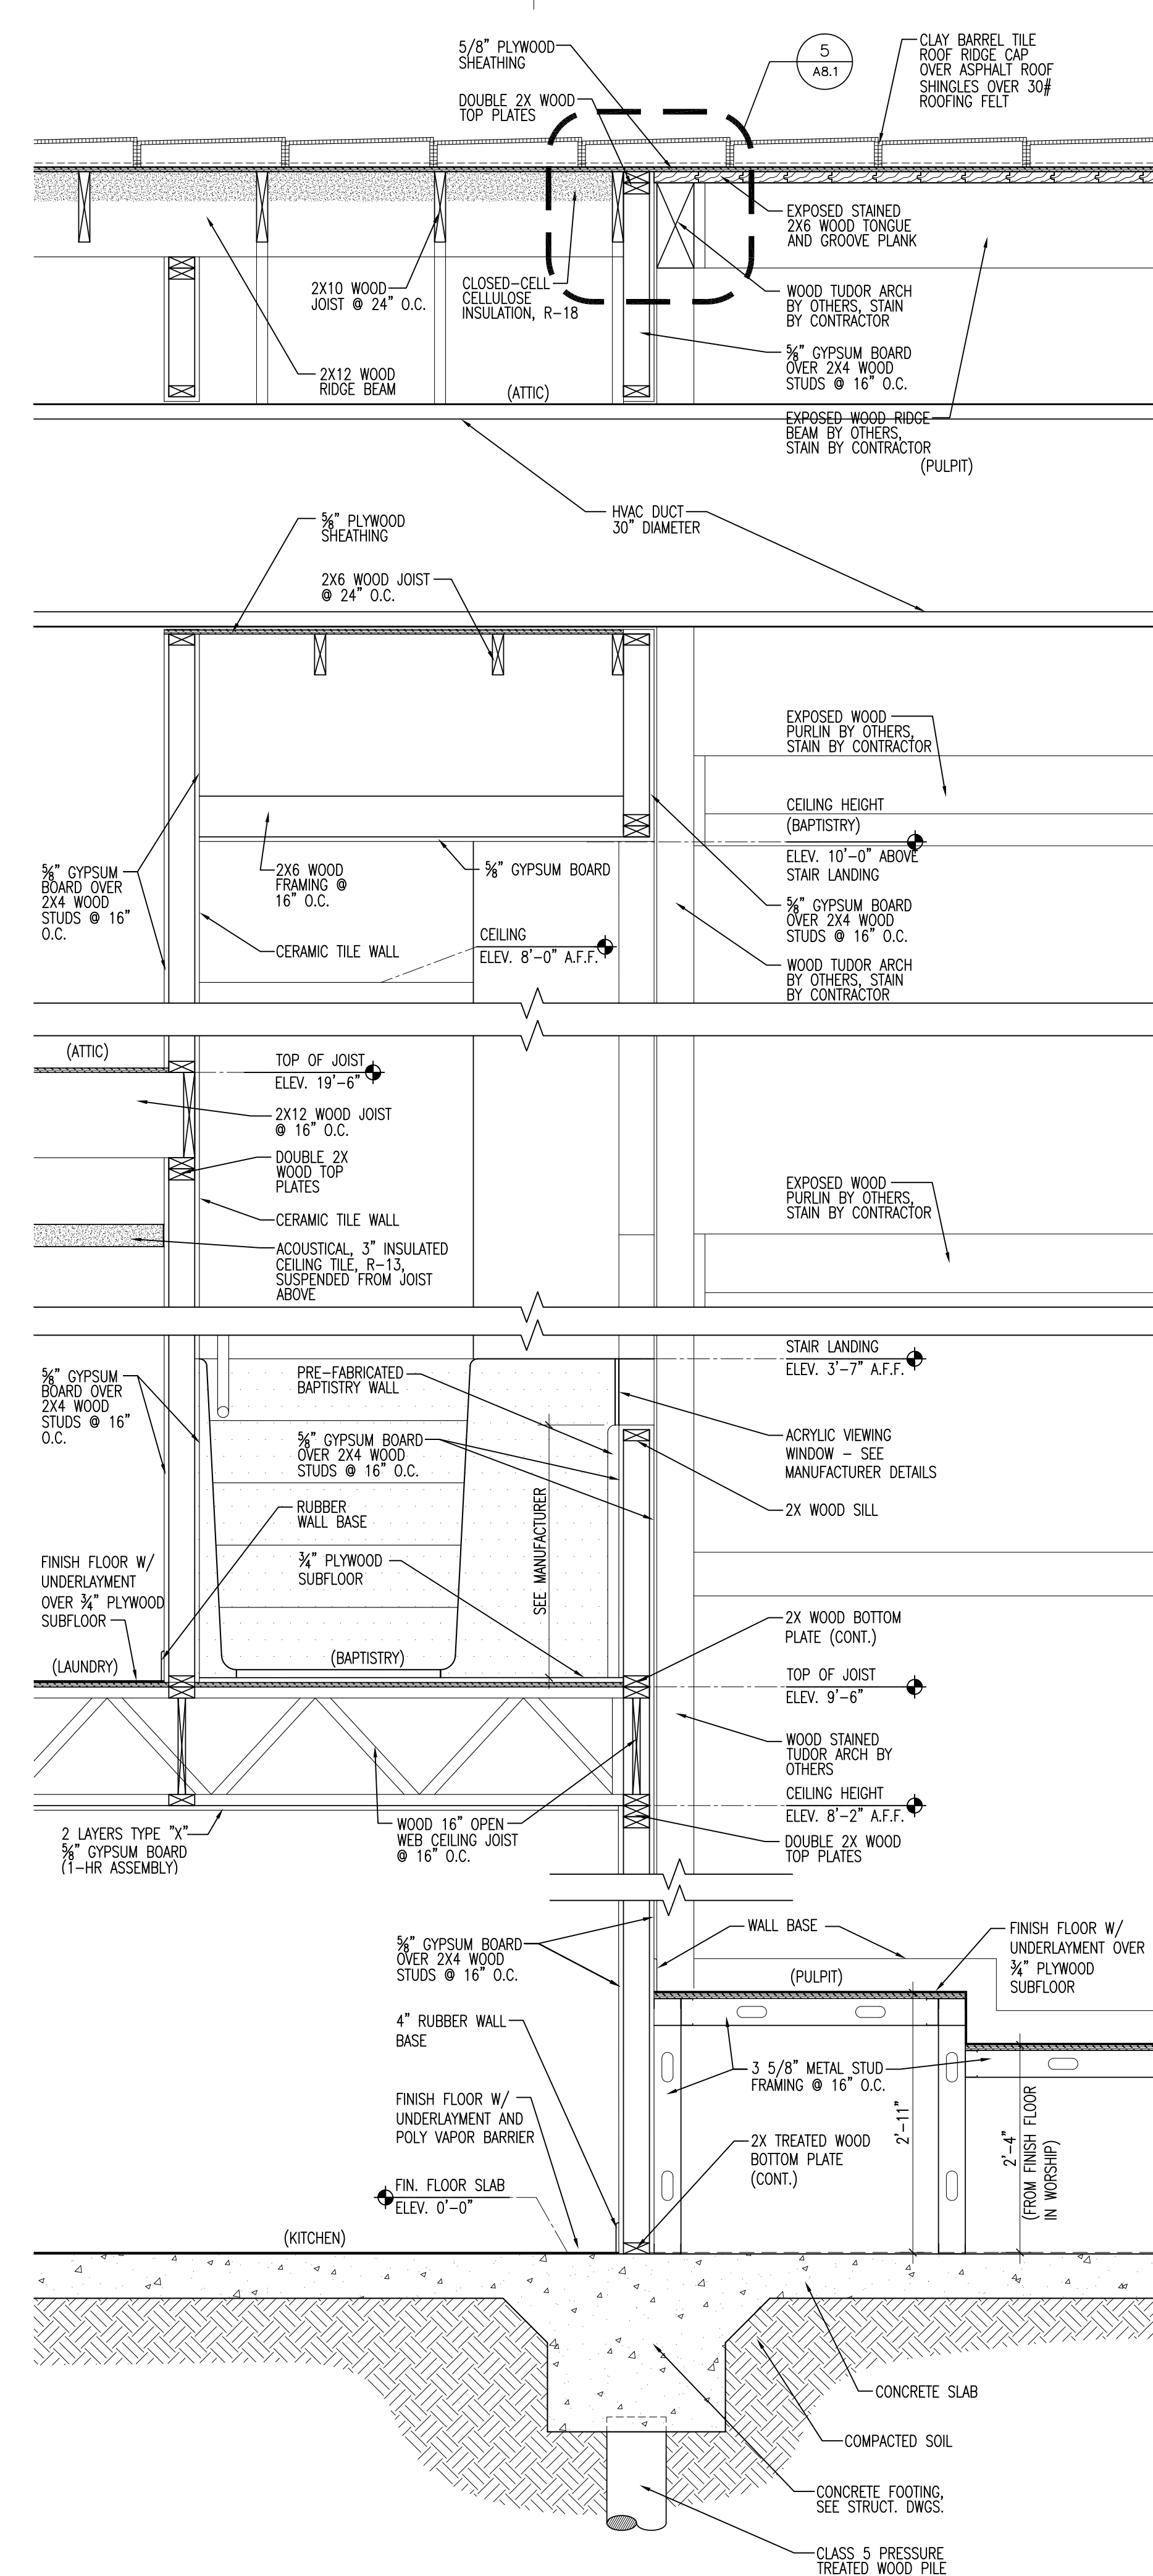 5/8" PLYWOOD
SHEATHING
DOUBLE 2X WOOD
TOP PLATES
5
A8.1
CLAY BARREL TILE
ROOF RIDGE CAP
OVER ASPHALT ROOF
SHINGLES OVER 30#
ROOFING FELT
EXPOSED STAINED
2X6 WOOD TONGUE
AND GROOVE PLANK
2X10 WOOD
JOIST @ 24" O.C.
CLOSED-CELL
CELLULOSE
INSULATION, R-18
WOOD TUDOR ARCH
BY OTHERS, STAIN
BY CONTRACTOR
5/8" GYPSUM BOARD
OVER 2X4 WOOD
STUDS @ 16" O.C.
2X12 WOOD
RIDGE BEAM
(ATTIC)
EXPOSED WOOD RIDGE
BEAM BY OTHERS,
STAIN BY CONTRACTOR
(PULPIT)
HVAC DUCT
30" DIAMETER
5/8" PLYWOOD
SHEATHING
2X6 WOOD JOIST
@ 24" O.C.
EXPOSED WOOD
PURLIN BY OTHERS,
STAIN BY CONTRACTOR
CEILING HEIGHT
(BAPTISTRY)
ELEV. 10'-0" ABOVE
STAIR LANDING
5/8" GYPSUM
BOARD OVER
2X4 WOOD
STUDS @ 16"
O.C.
2X6 WOOD
FRAMING @
16" O.C.
5/8" GYPSUM BOARD
5/8" GYPSUM BOARD
OVER 2X4 WOOD
STUDS @ 16" O.C.
CERAMIC TILE WALL
CEILING
ELEV. 8'-0" A.F.F.
WOOD TUDOR ARCH
BY OTHERS, STAIN
BY CONTRACTOR
(ATTIC)
TOP OF JOIST
ELEV. 19'-6"
2X12 WOOD JOIST
@ 16" O.C.
DOUBLE 2X
WOOD TOP
PLATES
CERAMIC TILE WALL
ACOUSTICAL, 3" INSULATED
CEILING TILE, R-13,
SUSPENDED FROM JOIST
ABOVE
EXPOSED WOOD
PURLIN BY OTHERS,
STAIN BY CONTRACTOR
STAIR LANDING
ELEV. 3'-7" A.F.F.
5/8" GYPSUM
BOARD OVER
2X4 WOOD
STUDS @ 16"
O.C.
PRE-FABRICATED
BAPTISTRY WALL
5/8" GYPSUM BOARD
OVER 2X4 WOOD
STUDS @ 16" O.C.
ACRYLIC VIEWING
WINDOW - SEE
MANUFACTURER DETAILS
2X WOOD SILL
RUBBER
WALL BASE
3/4" PLYWOOD
SUBFLOOR
SEE MANUFACTURER
FINISH FLOOR W/
UNDERLAYMENT
OVER 3/4" PLYWOOD
SUBFLOOR
(LAUNDRY)
(BAPTISTRY)
2X WOOD BOTTOM
PLATE (CONT.)
TOP OF JOIST
ELEV. 9'-6"
WOOD STAINED
TUDOR ARCH BY
OTHERS
CEILING HEIGHT
ELEV. 8'-2" A.F.F.
DOUBLE 2X WOOD
TOP PLATES
2 LAYERS TYPE "X"
5/8" GYPSUM BOARD
(1-HR ASSEMBLY)
WOOD 16" OPEN
WEB CEILING JOIST
@ 16" O.C.
5/8" GYPSUM BOARD
OVER 2X4 WOOD
STUDS @ 16" O.C.
WALL BASE
(PULPIT)
FINISH FLOOR W/
UNDERLAYMENT OVER
3/4" PLYWOOD
SUBFLOOR
4" RUBBER WALL
BASE
3 5/8" METAL STUD
FRAMING @ 16" O.C.
FINISH FLOOR W/
UNDERLAYMENT AND
POLY VAPOR BARRIER
2X TREATED WOOD
BOTTOM PLATE
(CONT.)
2'-11"
2'-4"
(FROM FINISH FLOOR
IN WORSHIP)
FIN. FLOOR SLAB
ELEV. 0'-0"
(KITCHEN)
CONCRETE SLAB
COMPACTED SOIL
CONCRETE FOOTING,
SEE STRUCT. DWGS.
CLASS 5 PRESSURE
TREATED WOOD PILE